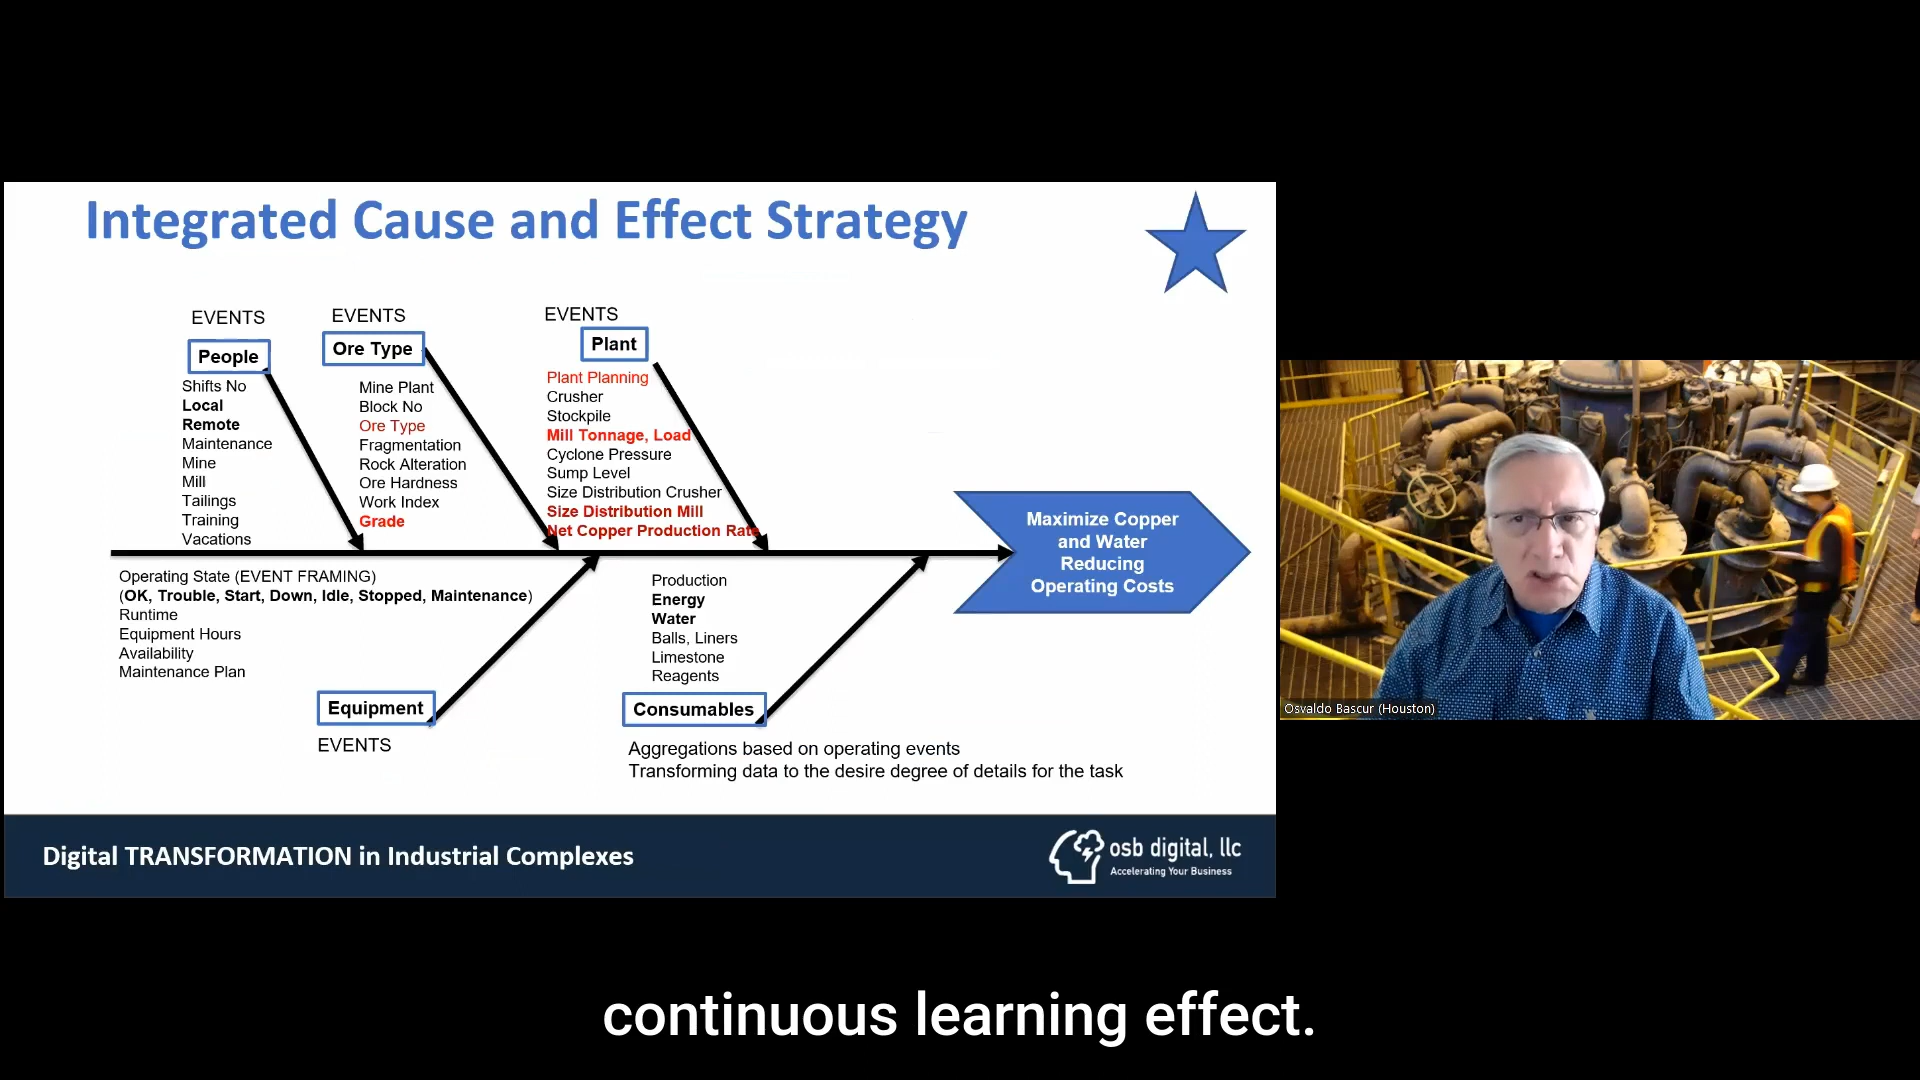 Integrated Cause and Effect Strategy
EVENTS
People
Shifts No
Local
Remote
Maintenance
Mine
Mill
Tailings
Training
Vacations
EVENTS
Ore Type
Mine Plant
Block No
Ore Type
Fragmentation
Rock Alteration
Ore Hardness
Work Index
Grade
EVENTS
Plant
Plant Planning
Crusher
Stockpile
Mill Tonnage, Load
Cyclone Pressure
Sump Level
Size Distribution Crusher
Size Distribution Mill
Net Copper Production Rate
Maximize Copper
and Water
Reducing
Operating Costs
Operating State (EVENT FRAMING)
(OK, Trouble, Start, Down, Idle, Stopped, Maintenance)
Runtime
Equipment Hours
Availability
Maintenance Plan
Equipment
EVENTS
Production
Energy
Water
Balls, Liners
Limestone
Reagents
Consumables
Aggregations based on operating events
Transforming data to the desire degree of details for the task
Digital TRANSFORMATION in Industrial Complexes
osb digital, llc
Accelerating Your Business
Osvaldo Bascur (Houston)
continuous learning effect.